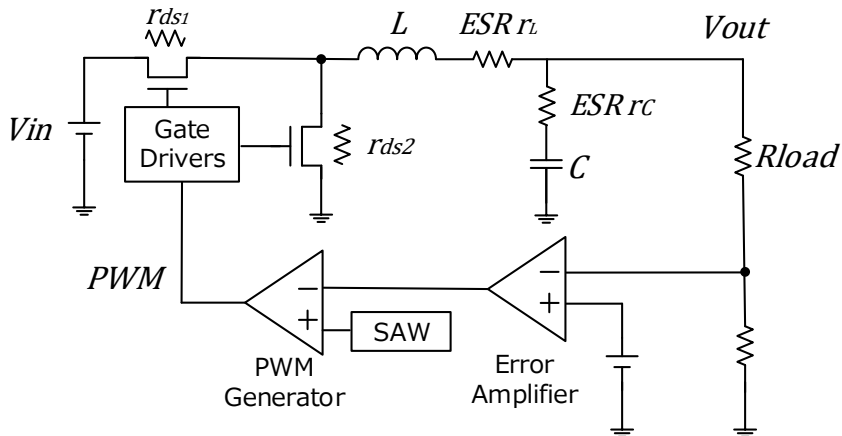 rds1
L
ESR rL
Vout
Vin
Gate
Drivers
rds2
ESR rC
C
Rload
PWM
−
+
SAW
PWM
Generator
−
+
Error
Amplifier